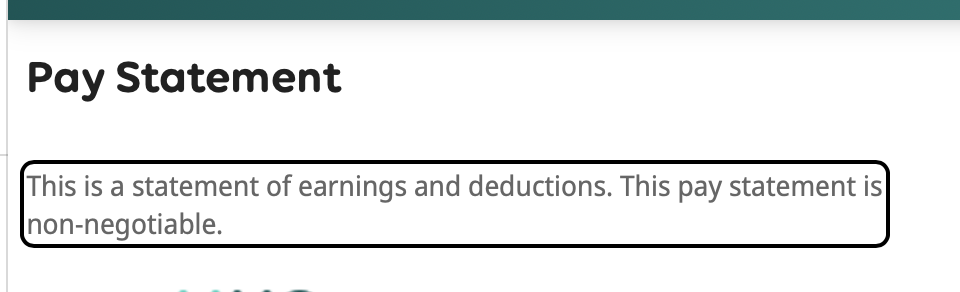 Pay Statement
This is a statement of earnings and deductions. This pay statement is
non-negotiable.